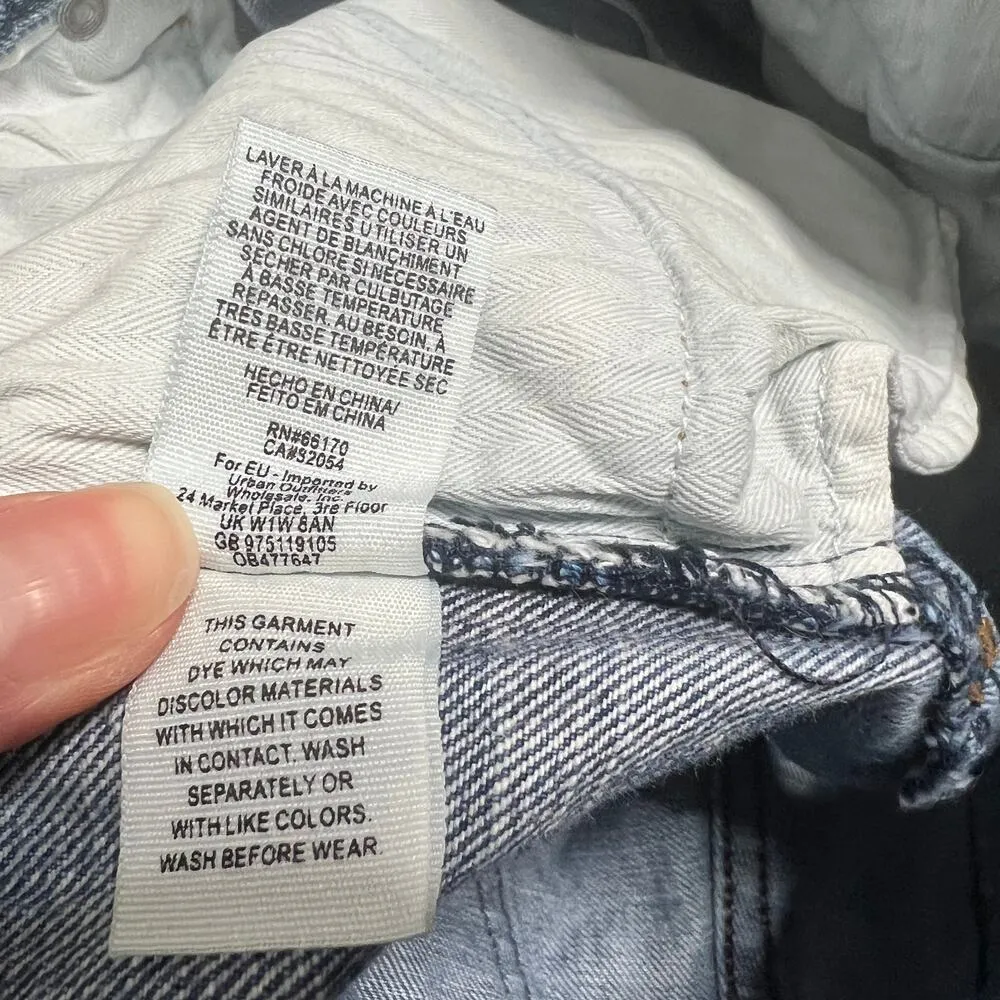 LAVER À LA MACHINE À L'EAU
FROIDE AVEC COULEURS
SIMILAIRES UTILISER UN
AGENT DE BLANCHIMENT
SANS CHLORE SI NÉCESSAIRE
SÉCHER PAR CULBUTAGE
À BASSE TEMPÉRATURE
REPASSER, AU BESOIN, À
TRÈS BASSE TEMPÉRATURE
ÊTRE ÊTRE NETTOYÉE SEC
HECHO EN CHINA/
FEITO EM CHINA
RN#66170
CA#32054
For EU - Imported by
Urban Outfitters
Wholesale, Inc.
24 Market Place, 3re Floor
UK W1W 8AN
GB 975119105
OB477647
THIS GARMENT
CONTAINS
DYE WHICH MAY
DISCOLOR MATERIALS
WITH WHICH IT COMES
IN CONTACT. WASH
SEPARATELY OR
WITH LIKE COLORS.
WASH BEFORE WEAR.